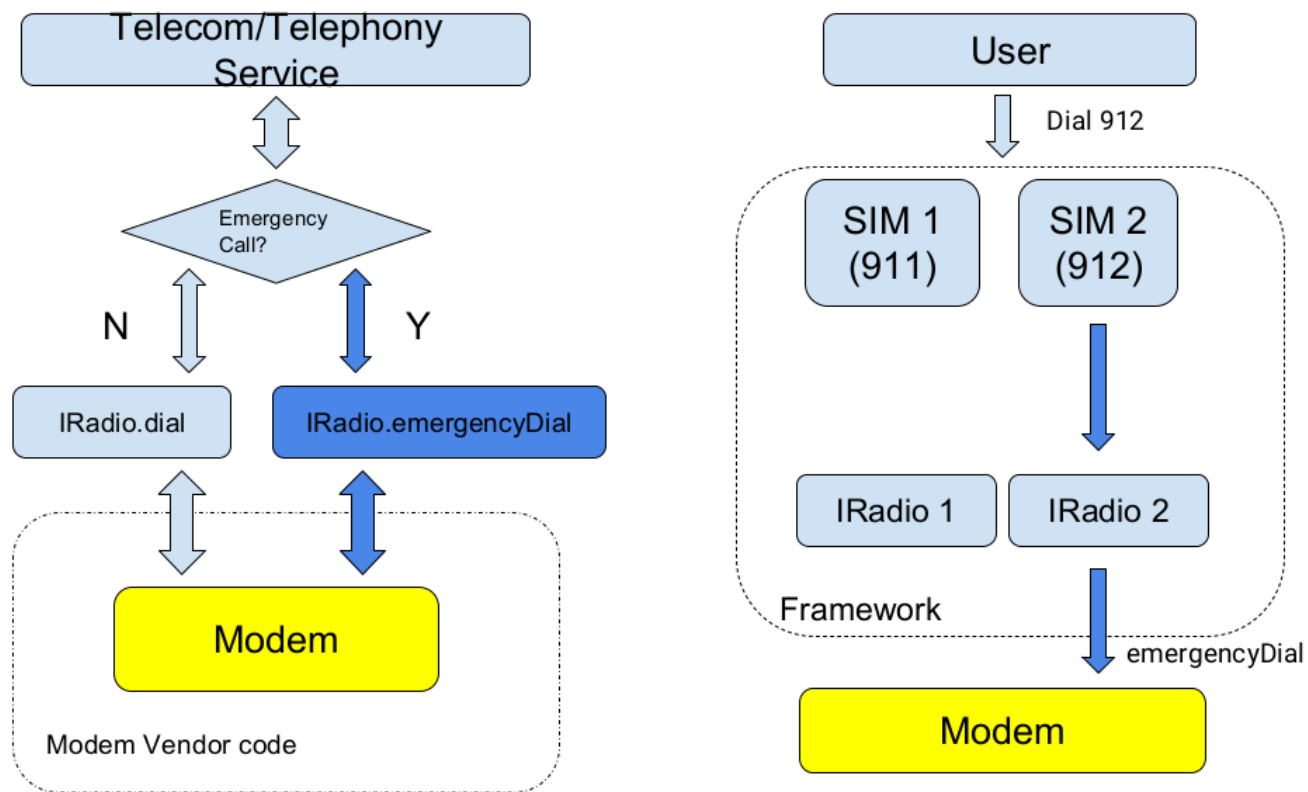 Telecom/Telephony
Service
Emergency
Call?
N
Y
IRadio.dial
IRadio.emergencyDial
Modem
Modem Vendor code
User
Dial 912
SIM 1
(911)
SIM 2
(912)
IRadio 1
IRadio 2
Framework
emergencyDial
Modem